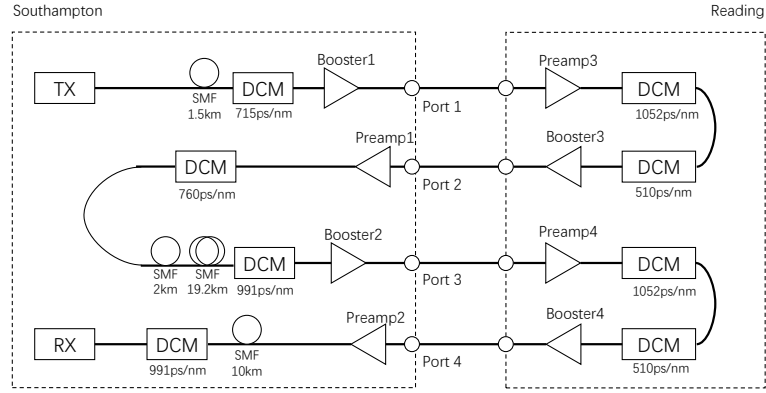 Southampton
Reading
TX
SMF
1.5km
DCM
715ps/nm
Booster1
Port 1
Preamp3
DCM
1052ps/nm
DCM
760ps/nm
Preamp1
Port 2
Booster3
DCM
510ps/nm
SMF
2km
SMF
19.2km
DCM
991ps/nm
Booster2
Port 3
Preamp4
DCM
1052ps/nm
RX
DCM
991ps/nm
SMF
10km
Preamp2
Port 4
Booster4
DCM
510ps/nm